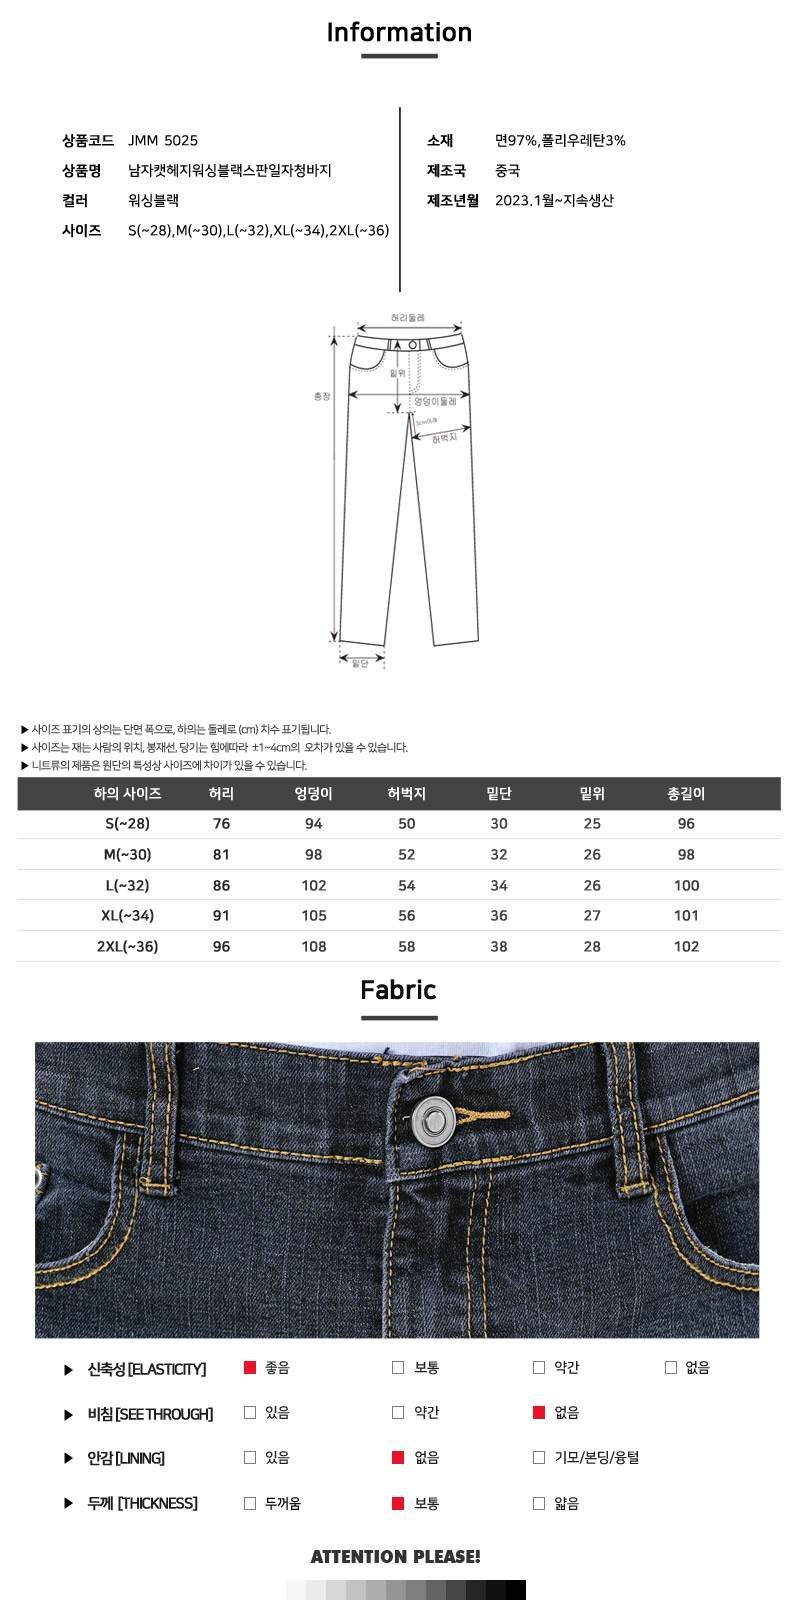 Information
상품코드 JMM 5025
상품명 남자캣헤지워싱블랙스판일자청바지
컬러 워싱블랙
사이즈 S(~28),M(~30),L(~32),XL(~34),2XL(~36)
소재 면97%,폴리우레탄3%
제조국 중국
제조년월 2023.1월~지속생산
허리둘레
밑위
총장
엉덩이둘레
5cm아래
허벅지
밑단
▶ 사이즈 표기의 상의는 단면 폭으로, 하의는 둘레로 (cm) 치수 표기됩니다.
▶ 사이즈는 재는 사람의 위치, 봉재선, 당기는 힘에따라 ±1~4cm의 오차가 있을 수 있습니다.
▶ 니트류의 제품은 원단의 특성상 사이즈에 차이가 있을 수 있습니다.
하의 사이즈 허리 엉덩이 허벅지 밑단 밑위 총길이
S(~28) 76 94 50 30 25 96
M(~30) 81 98 52 32 26 98
L(~32) 86 102 54 34 26 100
XL(~34) 91 105 56 36 27 101
2XL(~36) 96 108 58 38 28 102
Fabric
▶ 신축성 [ELASTICITY] 좋음 보통 약간 없음
▶ 비침 [SEE THROUGH] 있음 약간 없음
▶ 안감 [LINING] 있음 없음 기모/본딩/융털
▶ 두께 [THICKNESS] 두꺼움 보통 얇음
ATTENTION PLEASE!